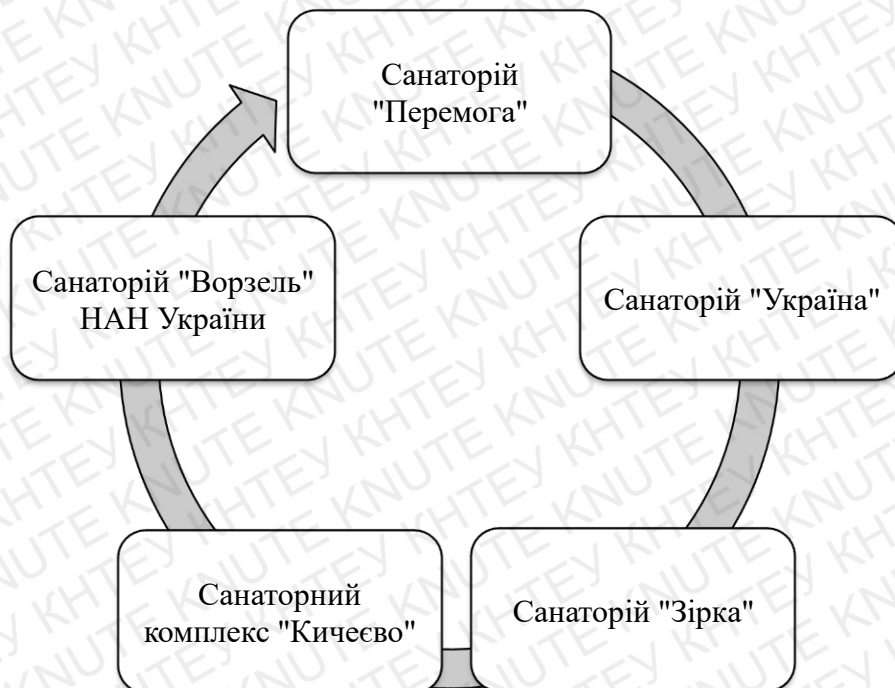 Санаторій
"Перемога"
Санаторій "Україна"
Санаторій "Зірка"
Санаторний
комплекс "Кичеєво"
Санаторій "Ворзель"
НАН України